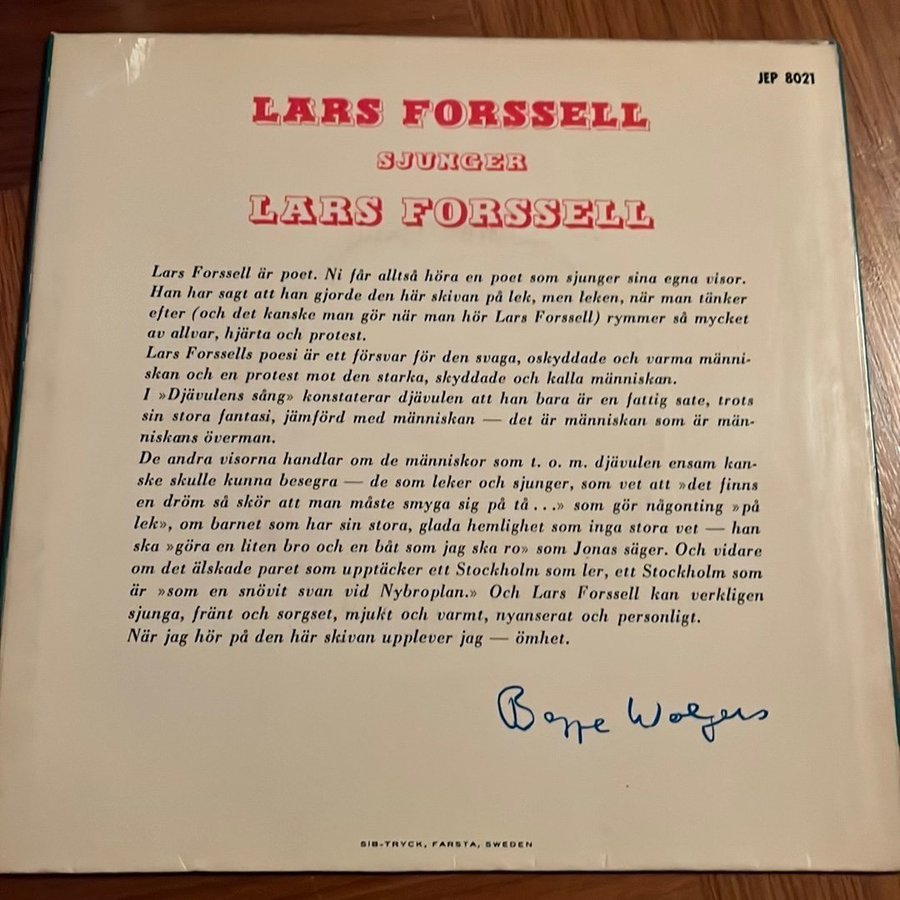 JEP 8021
LARS FORSSELL
SJUNGER
LARS FORSSELL
Lars Forssell är poet. Ni får alltså höra en poet som sjunger sina egna visor.
Han har sagt att han gjorde den här skivan på lek, men leken, när man tänker
efter (och det kanske man gör när man hör Lars Forssell) rymmer så mycket
av allvar, hjärta och protest.
Lars Forssells poesi är ett försvar för den svaga, oskyddade och varma männi-
skan och en protest mot den starka, skyddade och kalla människan.
I »Djävulens sång» konstaterar djävulen att han bara är en fattig sate, trots
sin stora fantasi, jämförd med människan — det är människan som är män-
niskans överman.
De andra visorna handlar om de människor som t. o. m. djävulen ensam kan-
ske skulle kunna besegra — de som leker och sjunger, som vet att »det finns
en dröm så skör att man måste smyga sig på tå...» som gör någonting »på
lek», om barnet som har sin stora, glada hemlighet som inga stora vet — han
ska »göra en liten bro och en båt som jag ska ro» som Jonas säger. Och vidare
om det älskade paret som upptäcker ett Stockholm som ler, ett Stockholm som
är »som en snövit svan vid Nybroplan.» Och Lars Forssell kan verkligen
sjunga, fränt och sorgset, mjukt och varmt, nyanserat och personligt.
När jag hör på den här skivan upplever jag — ömhet.
Beppe Wolgers
SIB-TRYCK, FARSTA, SWEDEN